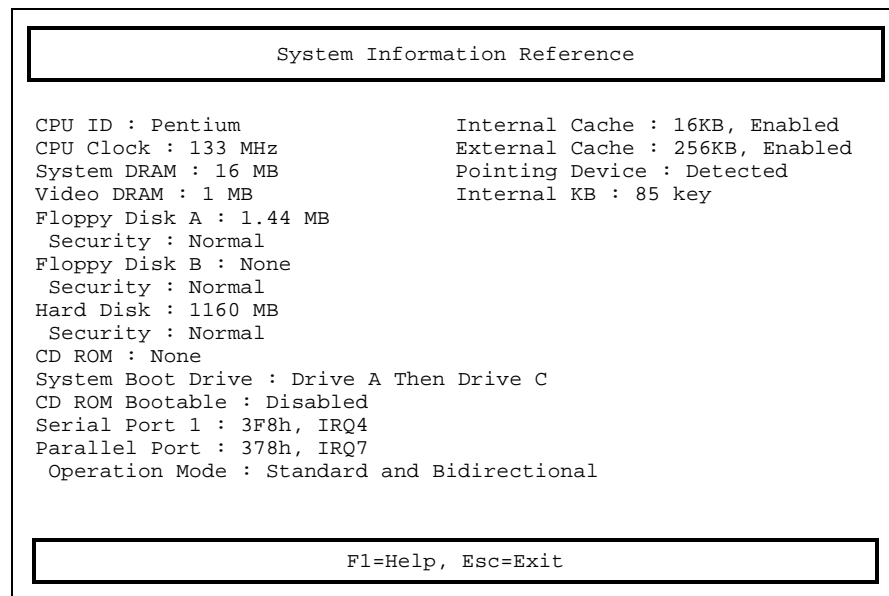 System Information Reference
CPU ID : Pentium Internal Cache : 16KB, Enabled
CPU Clock : 133 MHz External Cache : 256KB, Enabled
System DRAM : 16 MB Pointing Device : Detected
Video DRAM : 1 MB Internal KB : 85 key
Floppy Disk A : 1.44 MB
Security : Normal
Floppy Disk B : None
Security : Normal
Hard Disk : 1160 MB
Security : Normal
CD ROM : None
System Boot Drive : Drive A Then Drive C
CD ROM Bootable : Disabled
Serial Port 1 : 3F8h, IRQ4
Parallel Port : 378h, IRQ7
Operation Mode : Standard and Bidirectional
F1=Help, Esc=Exit